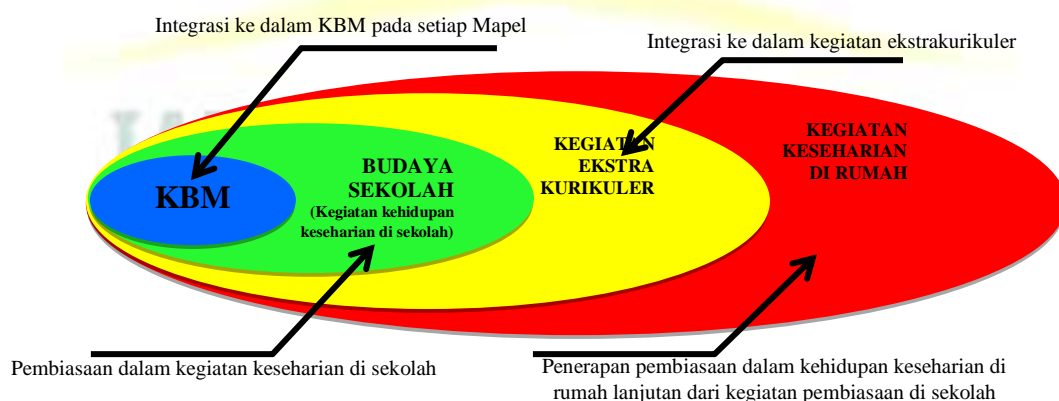 Integrasi ke dalam KBM pada setiap Mapel
Integrasi ke dalam kegiatan ekstrakurikuler
KBM
BUDAYA
SEKOLAH
(Kegiatan kehidupan
keseharian di sekolah)
KEGIATAN
EKSTRA
KURIKULER
KEGIATAN
KESEHARIAN
DI RUMAH
Pembiasaan dalam kegiatan keseharian di sekolah
Penerapan pembiasaan dalam kehidupan keseharian di
rumah lanjutan dari kegiatan pembiasaan di sekolah